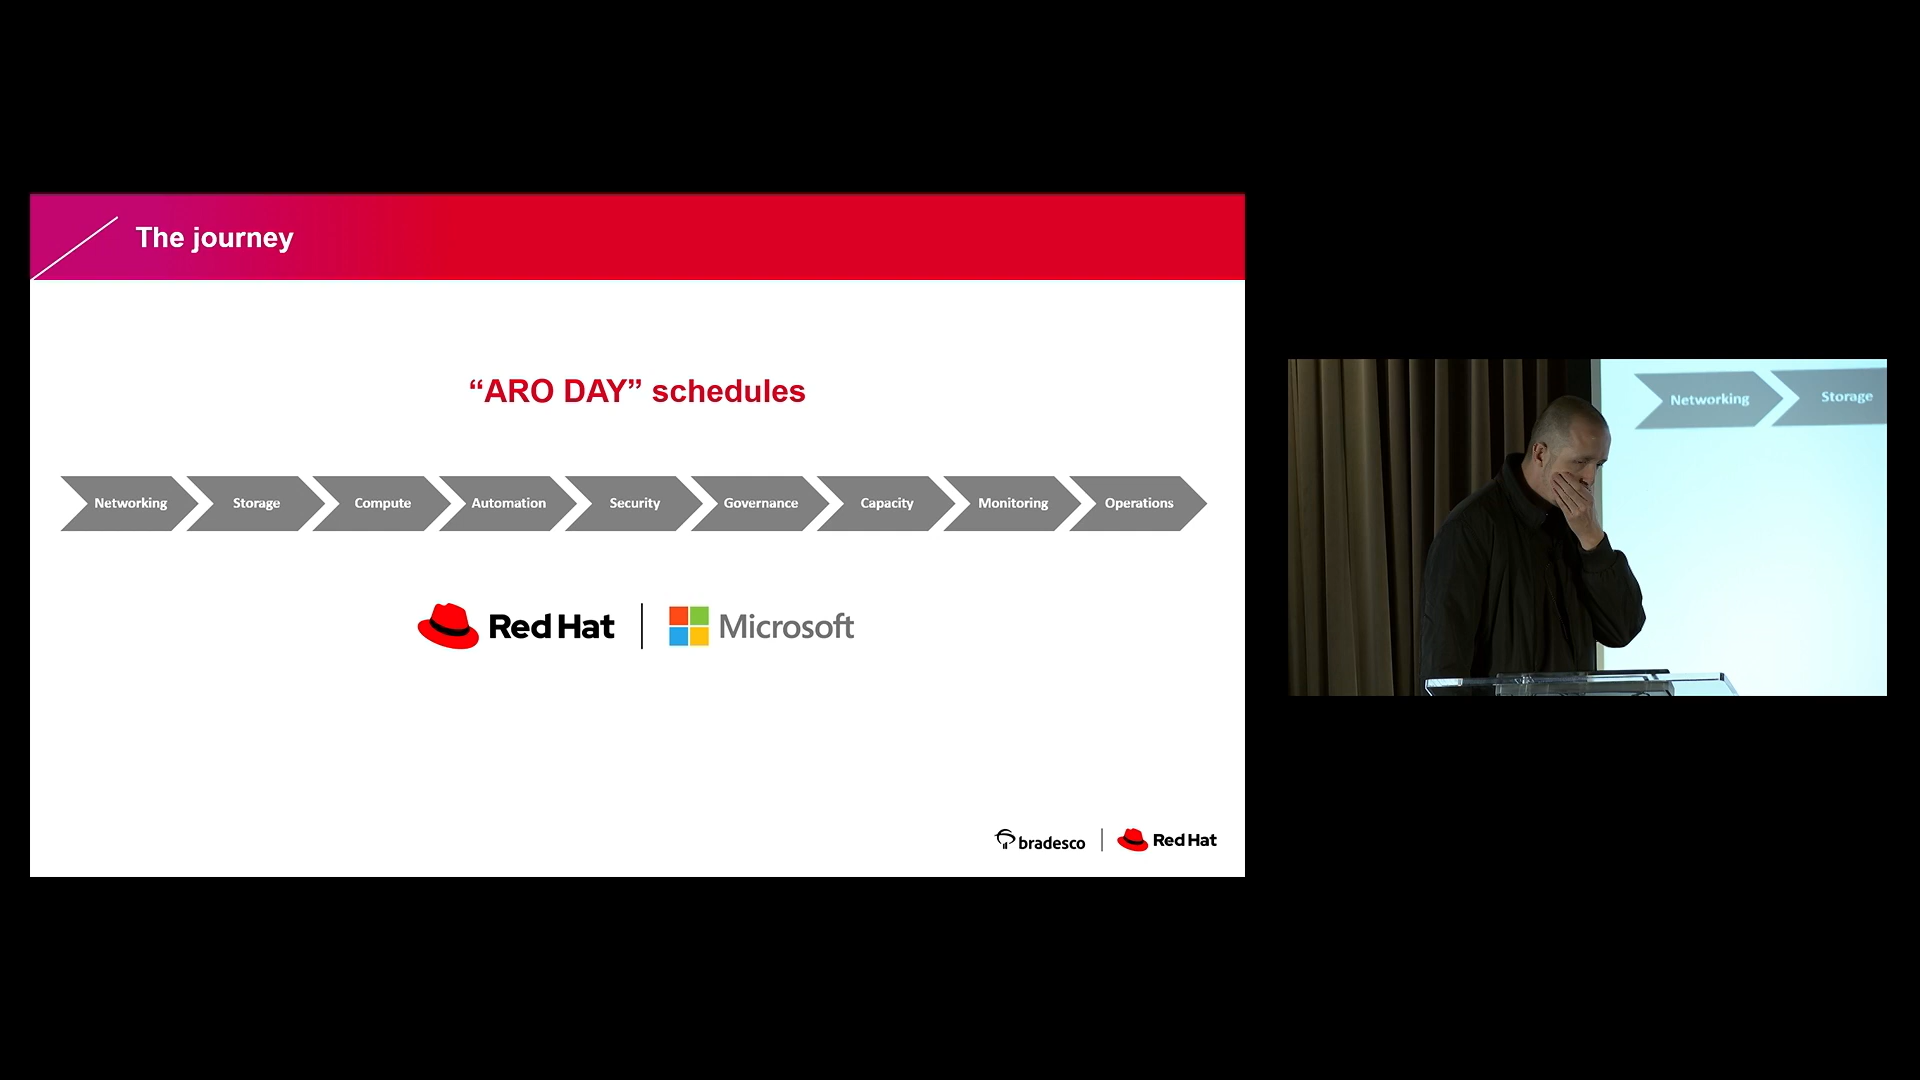 The journey
“ARO DAY” schedules
Networking Storage Compute Automation Security Governance Capacity Monitoring Operations
Red Hat Microsoft
bradesco Red Hat
Networking Storage